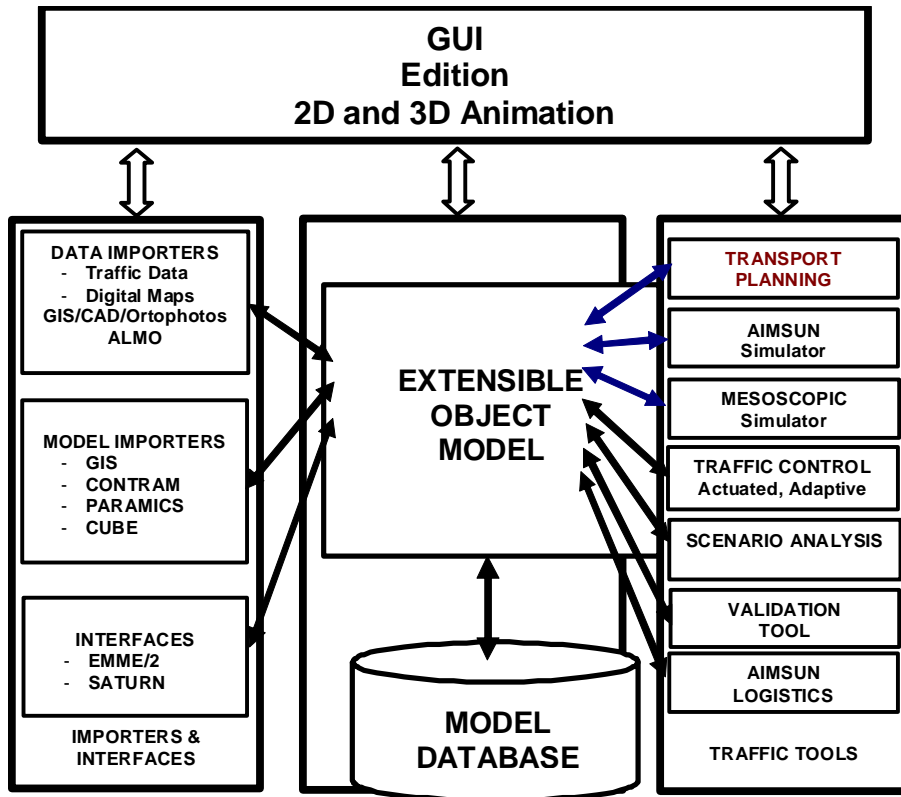 GUI
Edition
2D and 3D Animation
DATA IMPORTERS
- Traffic Data
- Digital Maps
GIS/CAD/Ortophotos
ALMO
MODEL IMPORTERS
- GIS
- CONTRAM
- PARAMICS
- CUBE
INTERFACES
- EMME/2
- SATURN
IMPORTERS &
INTERFACES
EXTENSIBLE
OBJECT
MODEL
MODEL
DATABASE
TRANSPORT
PLANNING
AIMSUN
Simulator
MESOSCOPIC
Simulator
TRAFFIC CONTROL
Actuated, Adaptive
SCENARIO ANALYSIS
VALIDATION
TOOL
AIMSUN
LOGISTICS
TRAFFIC TOOLS